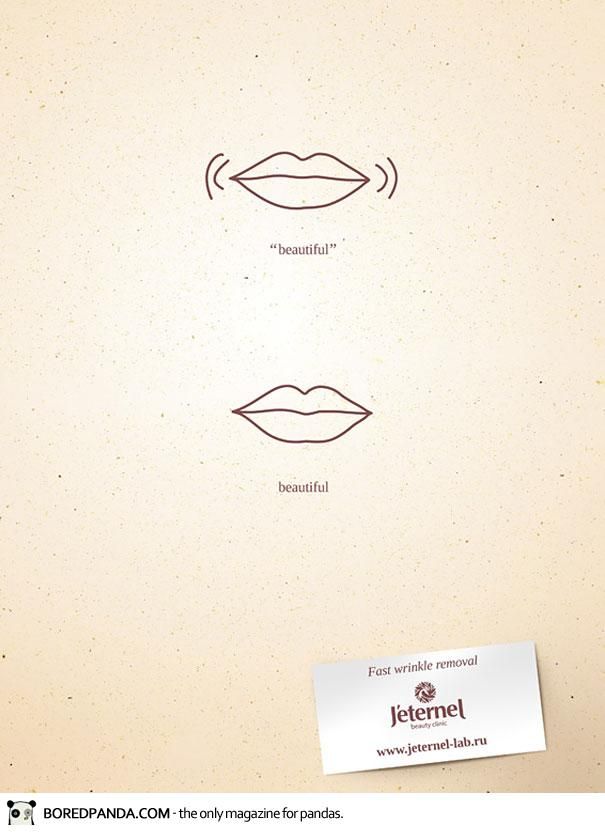 “beautiful”
beautiful
Fast wrinkle removal
J'eternel
beauty clinic
www.jeternel-lab.ru
BOREDPANDA.COM - the only magazine for pandas.